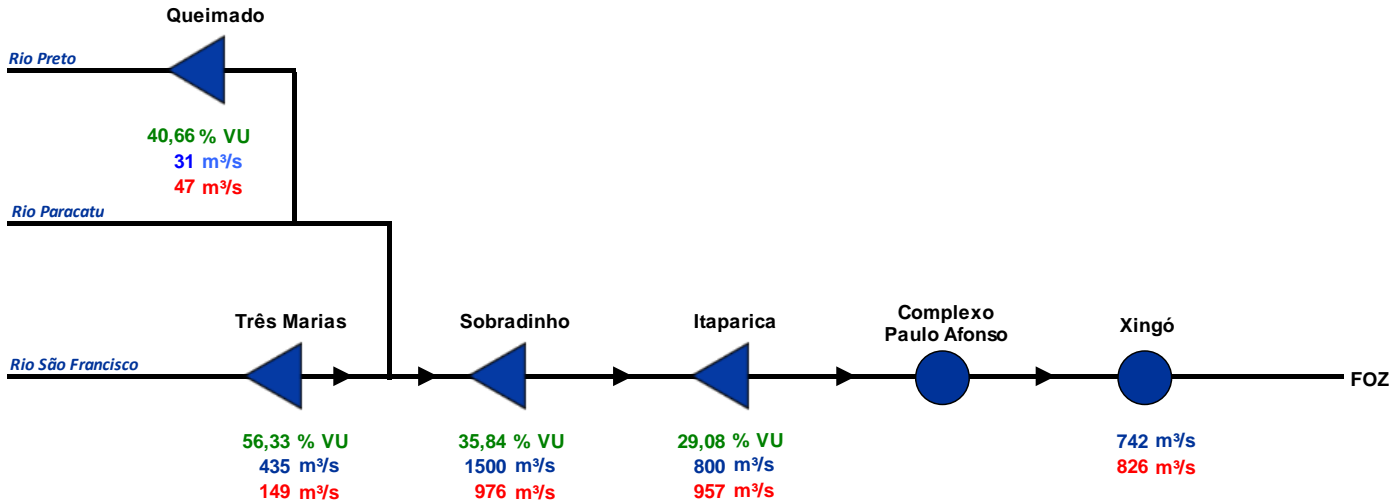 Queimado
Rio Preto
40,66 % VU
31 m³/s
47 m³/s
Rio Paracatu
Três Marias
Sobradinho
Itaparica
Complexo
Paulo Afonso
Xingó
Rio São Francisco
FOZ
56,33 % VU
435 m³/s
149 m³/s
35,84 % VU
1500 m³/s
976 m³/s
29,08 % VU
800 m³/s
957 m³/s
742 m³/s
826 m³/s